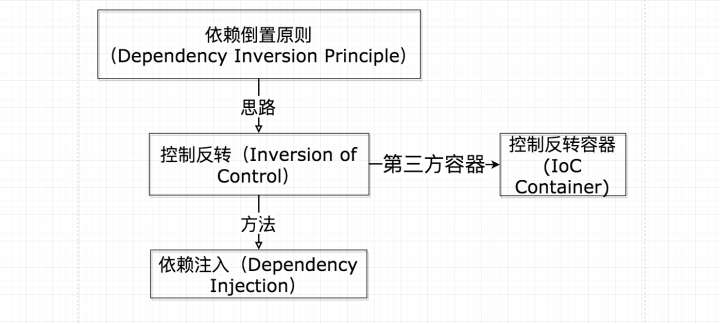 依赖倒置原则
（Dependency Inversion Principle）
思路
控制反转（Inversion of
Control）
第三方容器
控制反转容器
(IoC
Container)
方法
依赖注入（Dependency
Injection）